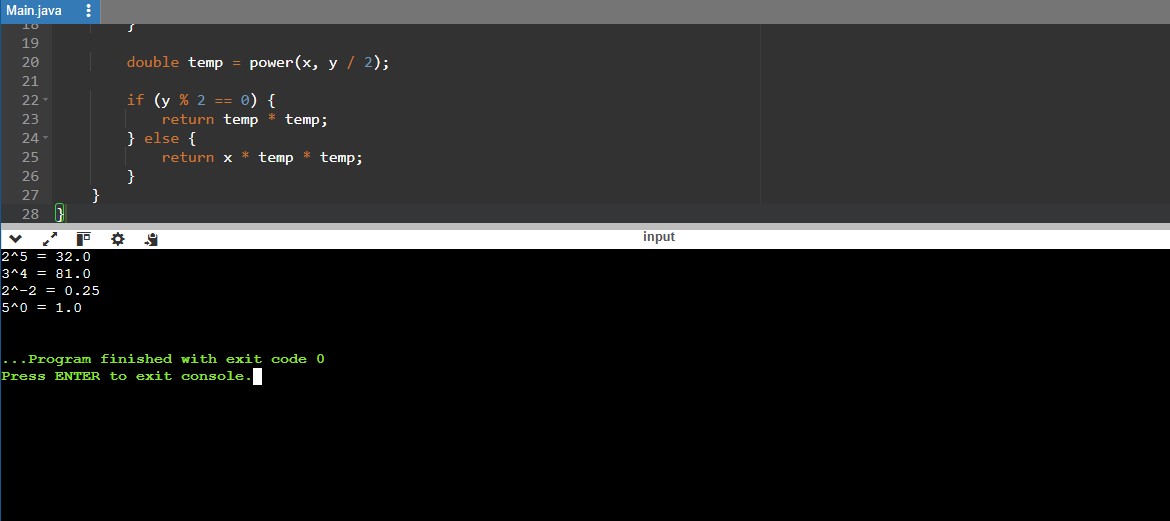 Main.java
18 }
19
20 double temp = power(x, y / 2);
21
22 if (y % 2 == 0) {
23 return temp * temp;
24 } else {
25 return x * temp * temp;
26 }
27 }
28 }
input
2^5 = 32.0
3^4 = 81.0
2^-2 = 0.25
5^0 = 1.0
...Program finished with exit code 0
Press ENTER to exit console.